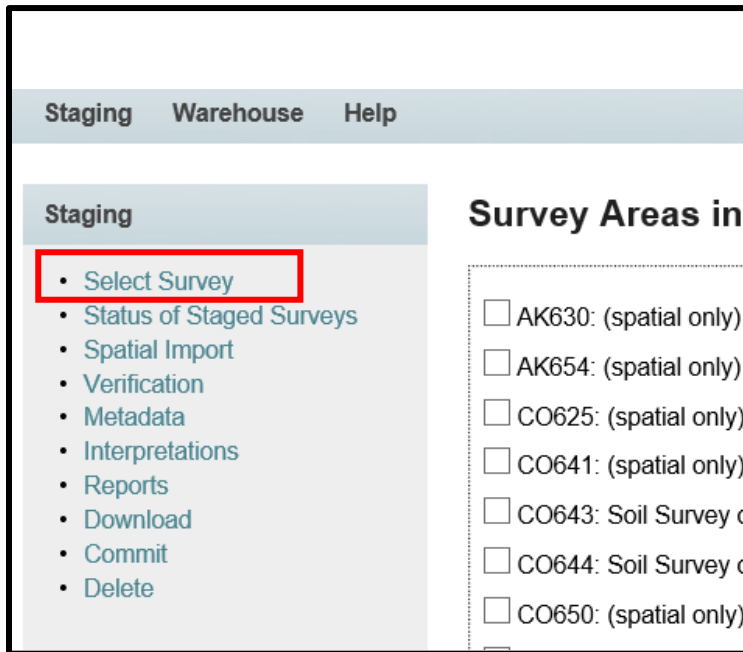 Staging Warehouse Help
Staging
Select Survey
Status of Staged Surveys
Spatial Import
Verification
Metadata
Interpretations
Reports
Download
Commit
Delete
Survey Areas in
AK630: (spatial only)
AK654: (spatial only)
CO625: (spatial only)
CO641: (spatial only)
CO643: Soil Survey
CO644: Soil Survey
CO650: (spatial only)